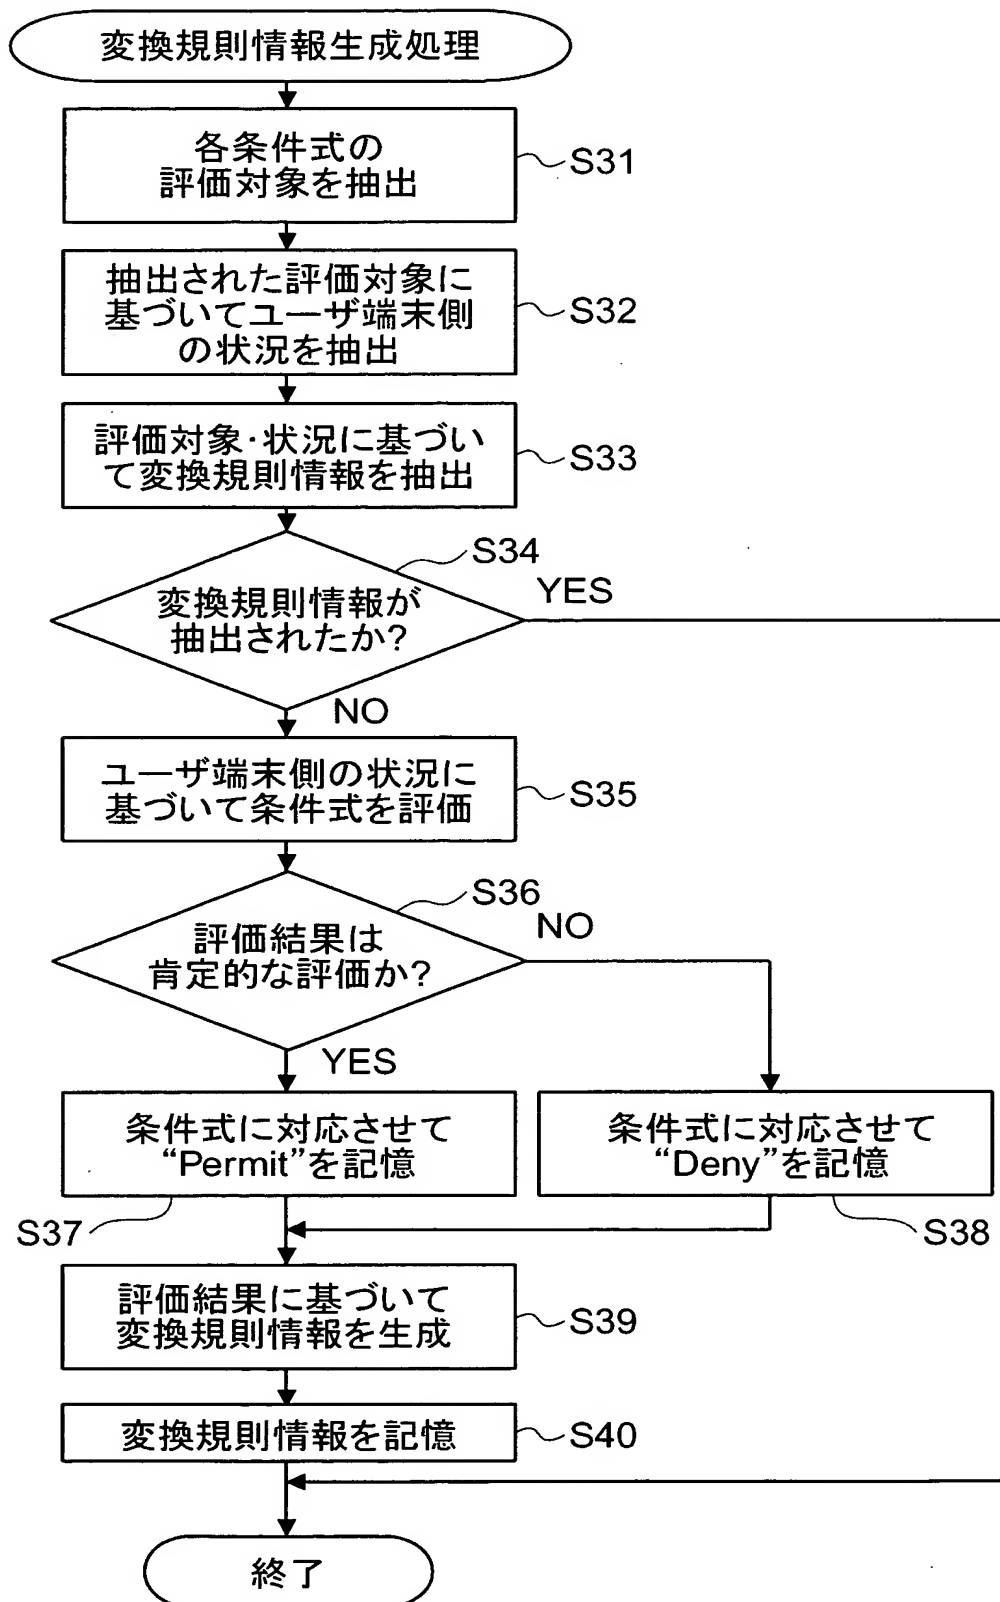 変換規則情報生成処理
各条件式の
評価対象を抽出
S31
抽出された評価対象に
基づいてユーザ端末側
の状況を抽出
S32
評価対象・状況に基づい
て変換規則情報を抽出
S33
S34
変換規則情報が
抽出されたか?
YES
NO
ユーザ端末側の状況に
基づいて条件式を評価
S35
S36
評価結果は
肯定的な評価か?
NO
YES
条件式に対応させて
“Permit”を記憶
S37
条件式に対応させて
“Deny”を記憶
S38
評価結果に基づいて
変換規則情報を生成
S39
変換規則情報を記憶
S40
終了